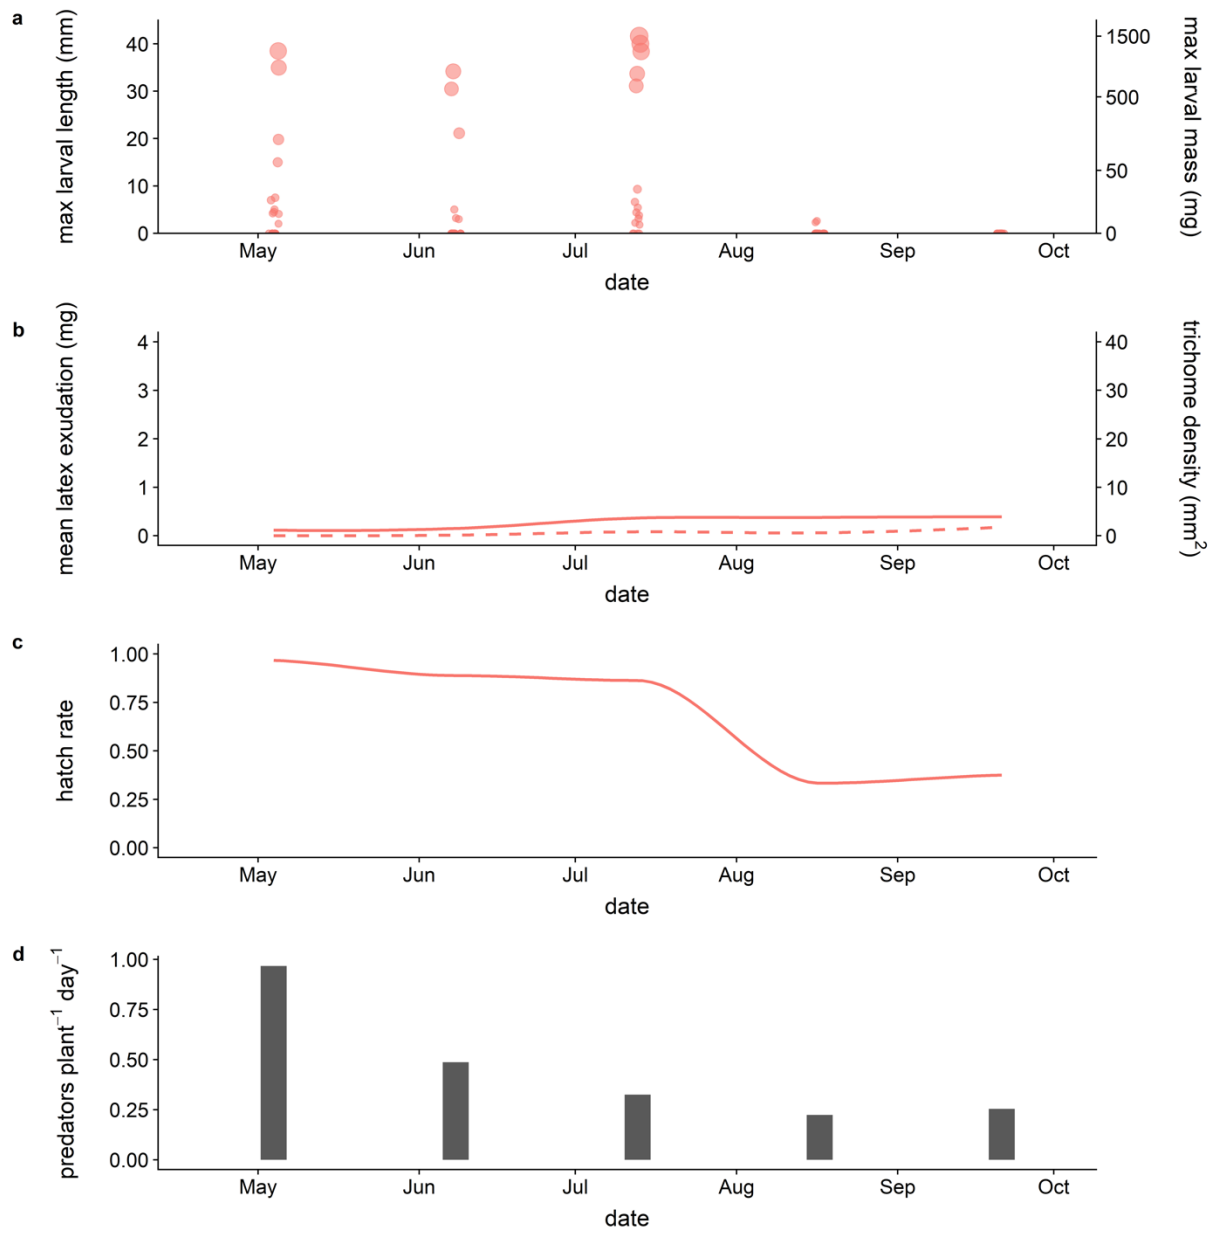 a
max larval length (mm)
40
30
20
10
0
1500
500
50
0
max larval mass (mg)
May Jun Jul Aug Sep Oct
date
b
mean latex exudation (mg)
4
3
2
1
0
40
30
20
10
0
trichome density (mm²)
May Jun Jul Aug Sep Oct
date
c
hatch rate
1.00
0.75
0.50
0.25
0.00
May Jun Jul Aug Sep Oct
date
d
predators plant⁻¹ day⁻¹
1.00
0.75
0.50
0.25
0.00
May Jun Jul Aug Sep Oct
date